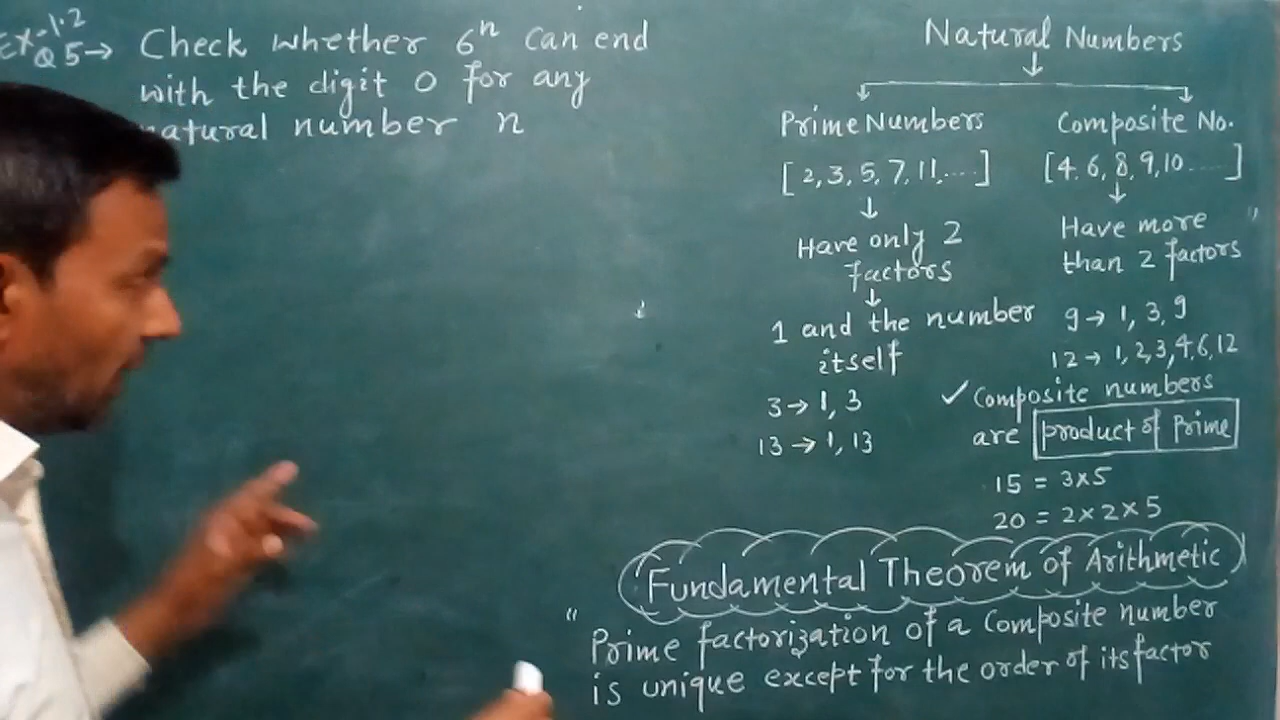 Ex-1.2
Q5→ Check whether 6ⁿ can end
with the digit 0 for any
natural number n
Natural Numbers
↓
Prime Numbers
[2, 3, 5, 7, 11, ....]
↓
Have only 2
factors
↓
1 and the number
itself
3 → 1, 3
13 → 1, 13
Composite No.
[4, 6, 8, 9, 10 .....]
↓
Have more
than 2 factors
9 → 1, 3, 9
12 → 1, 2, 3, 4, 6, 12
✓ Composite numbers
are product of Prime
15 = 3×5
20 = 2×2×5
Fundamental Theorem of Arithmetic
"Prime factorization of a composite number
is unique except for the order of its factor